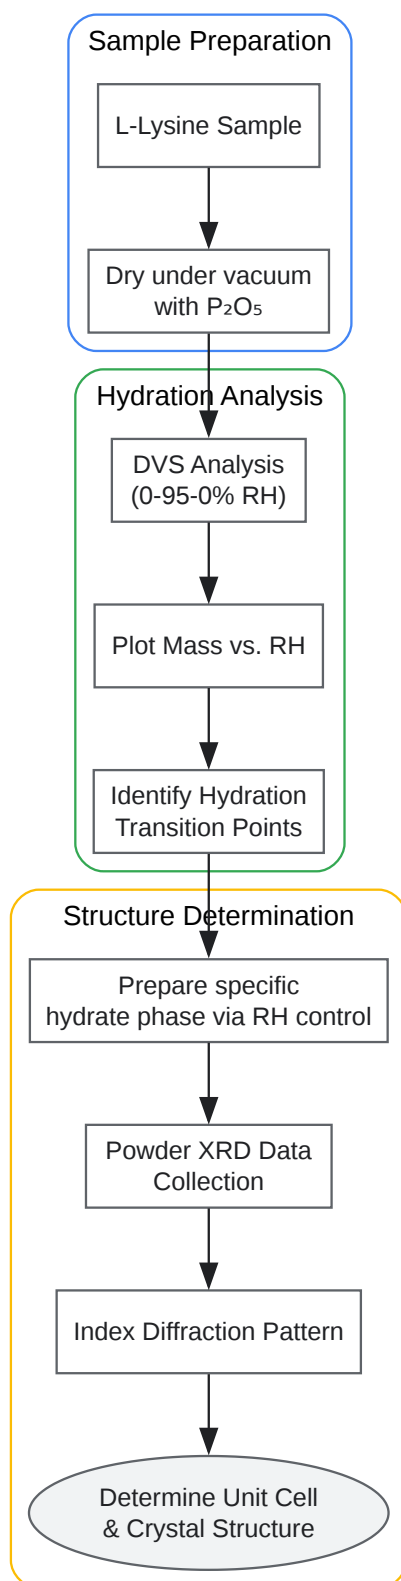 Sample Preparation
L-Lysine Sample
Dry under vacuum
with P₂O₅
Hydration Analysis
DVS Analysis
(0-95-0% RH)
Plot Mass vs. RH
Identify Hydration
Transition Points
Structure Determination
Prepare specific
hydrate phase via RH control
Powder XRD Data
Collection
Index Diffraction Pattern
Determine Unit Cell
& Crystal Structure